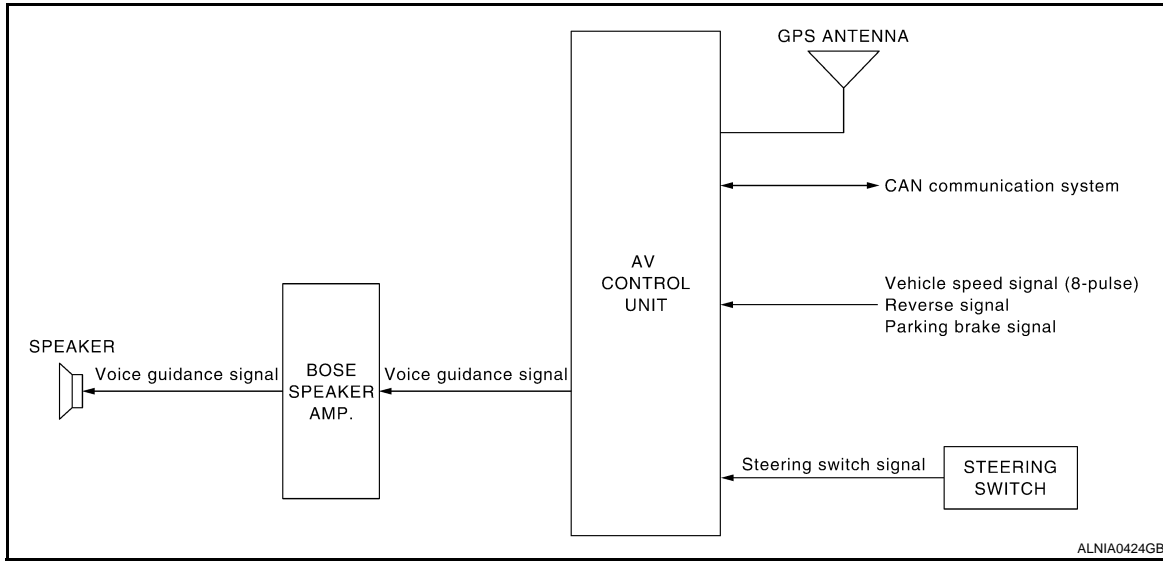 GPS ANTENNA
CAN communication system
AV
CONTROL
UNIT
Vehicle speed signal (8-pulse)
Reverse signal
Parking brake signal
SPEAKER
Voice guidance signal
BOSE
SPEAKER
AMP.
Voice guidance signal
Steering switch signal
STEERING
SWITCH
ALNIA0424GB